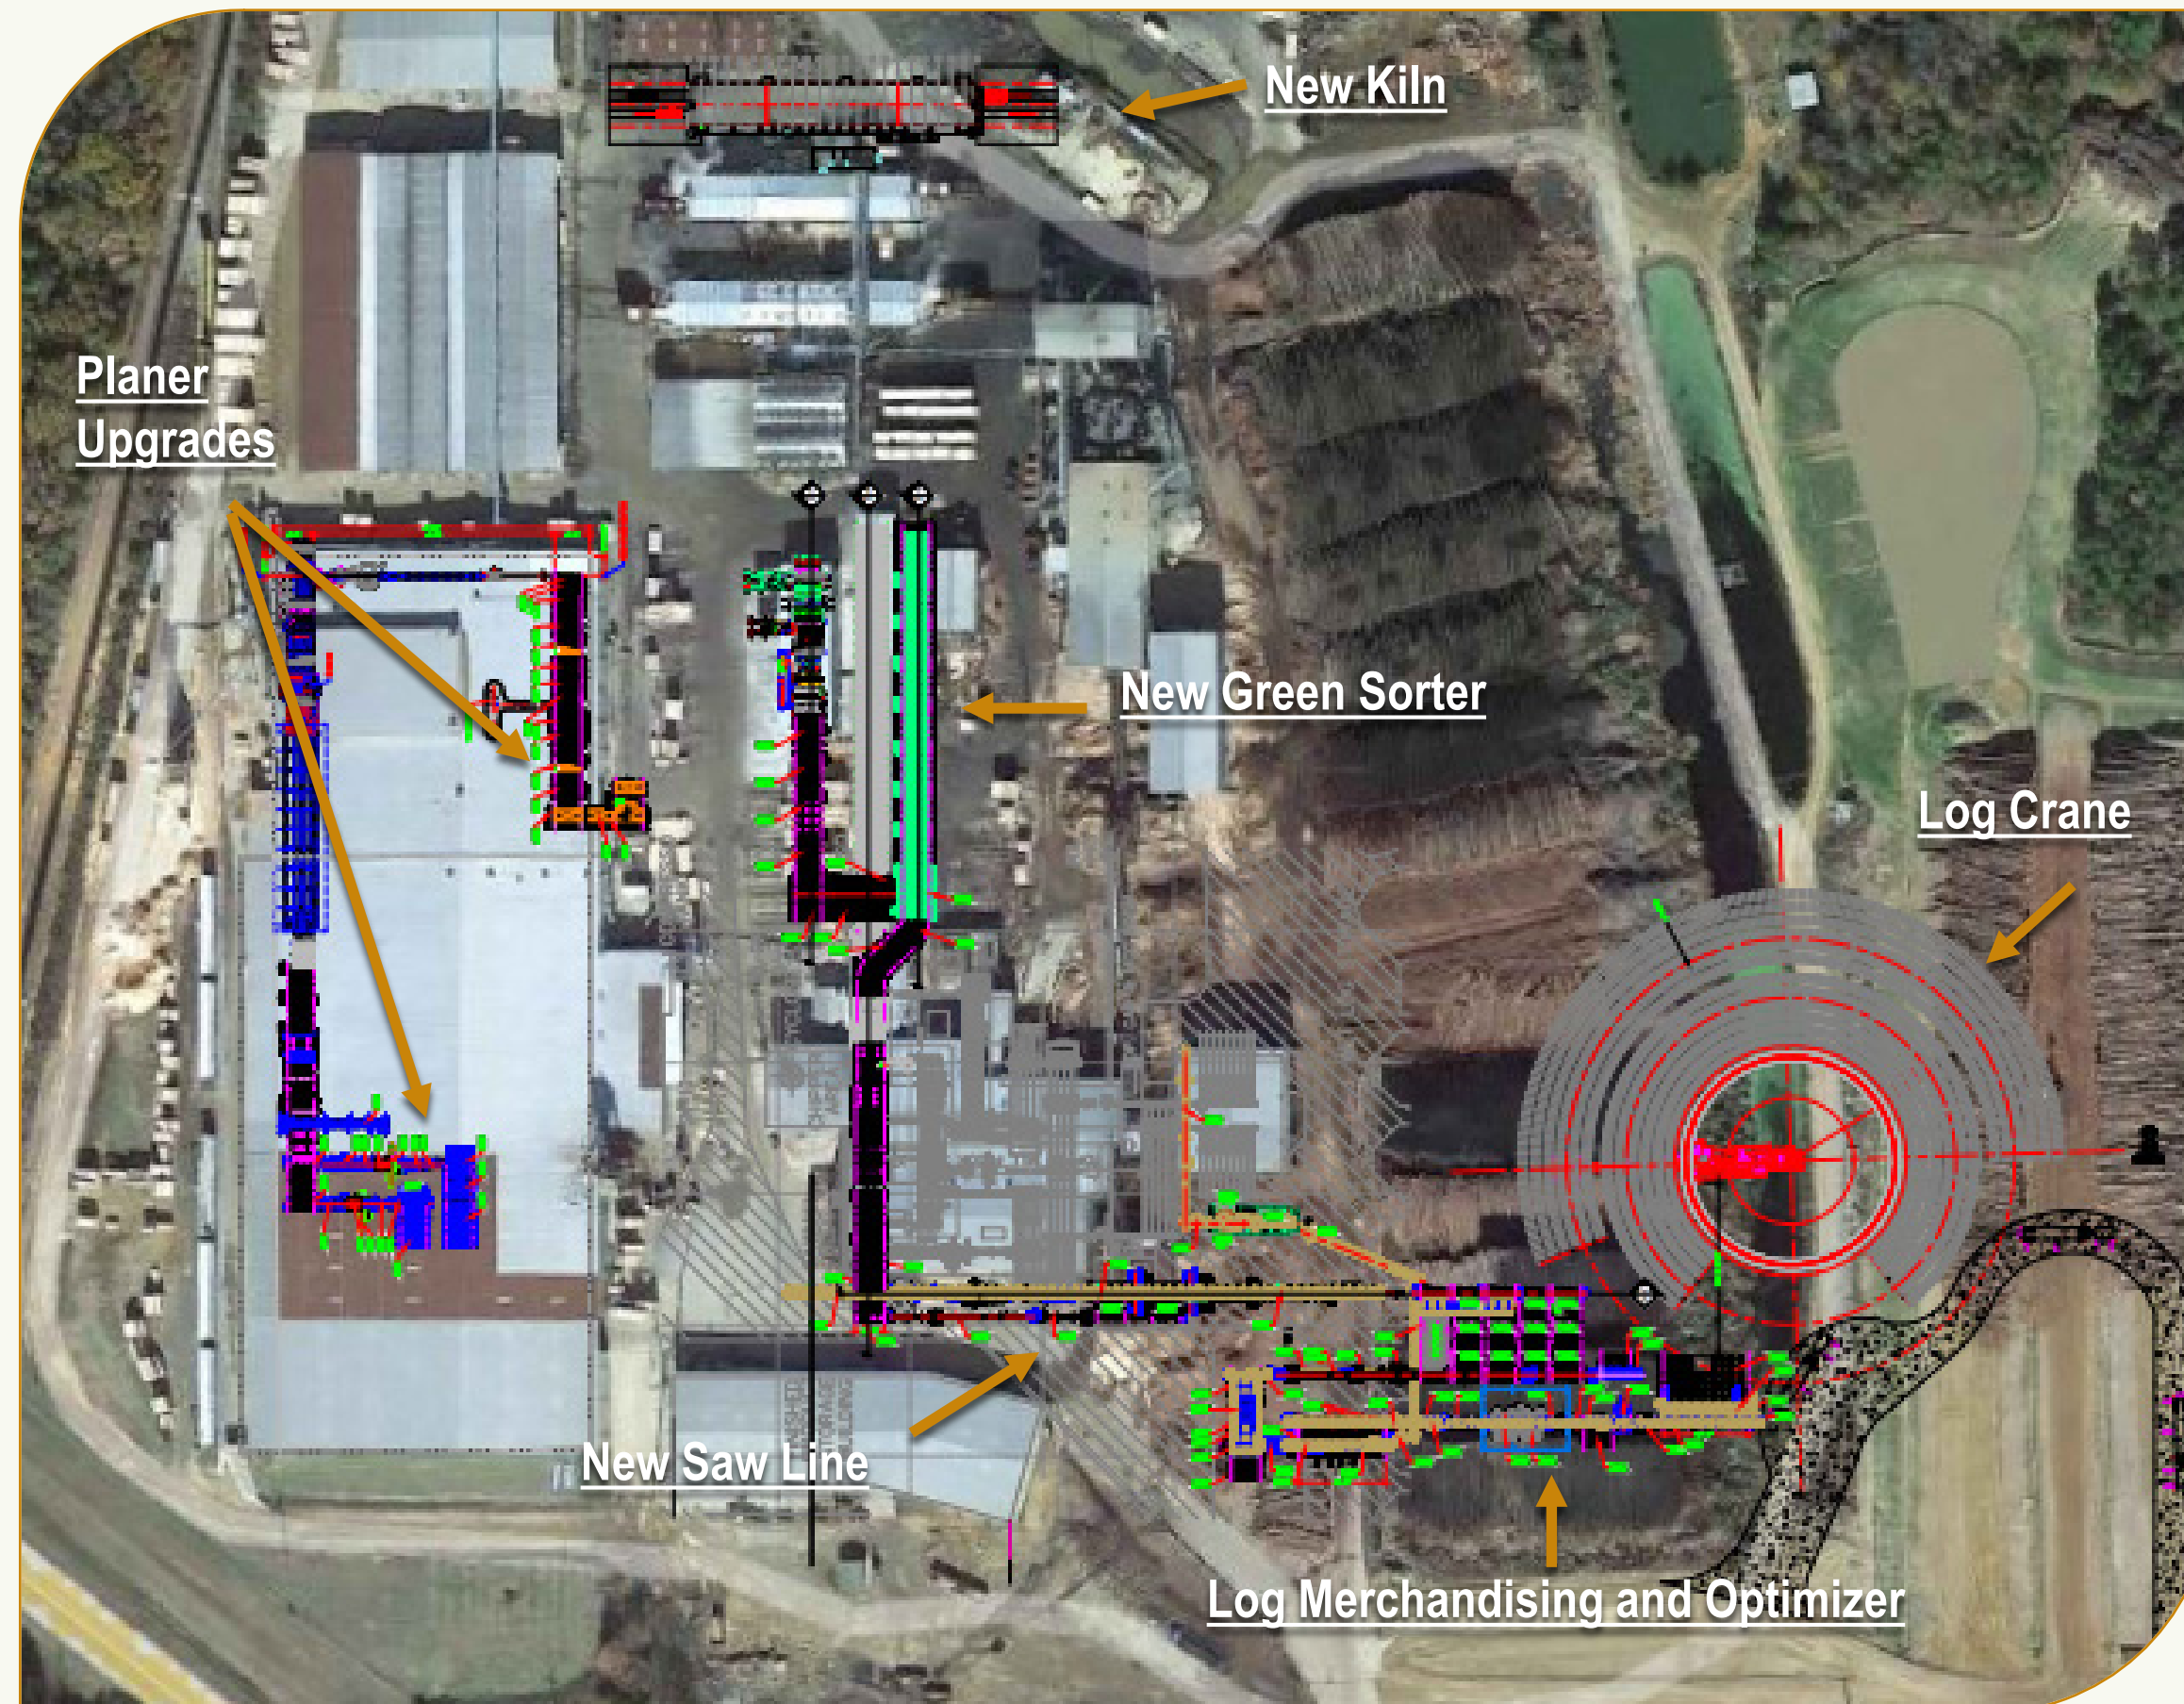 New Kiln
Planer
Upgrades
New Green Sorter
Log Crane
New Saw Line
Log Merchandising and Optimizer